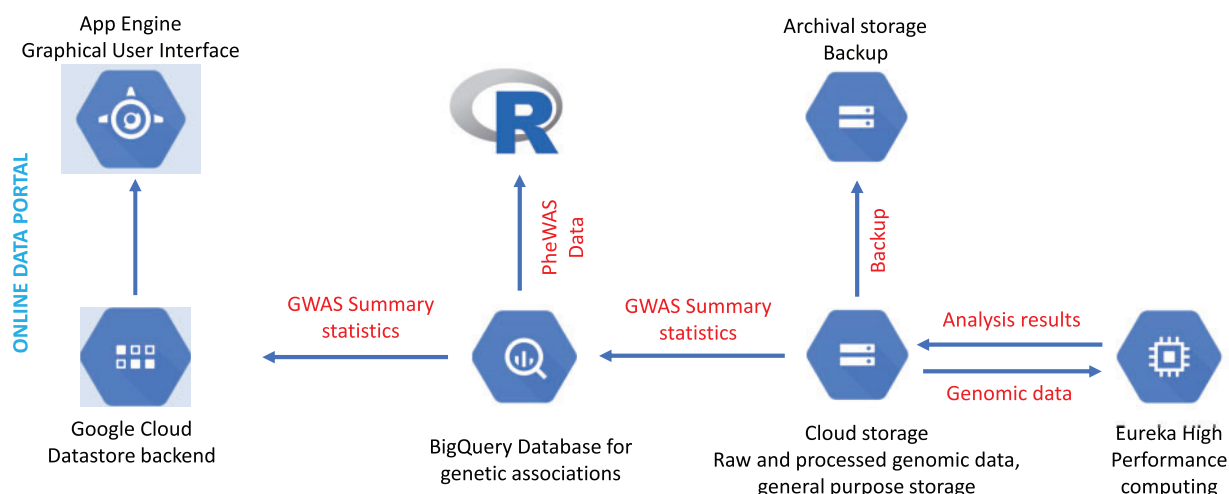 App Engine
Graphical User Interface
ONLINE DATA PORTAL
Google Cloud
Datastore backend
GWAS Summary
statistics
R
PheWAS
Data
BigQuery Database for
genetic associations
GWAS Summary
statistics
Archival storage
Backup
Backup
Cloud storage
Raw and processed genomic data,
general purpose storage
Analysis results
Genomic data
Eureka High
Performance
computing